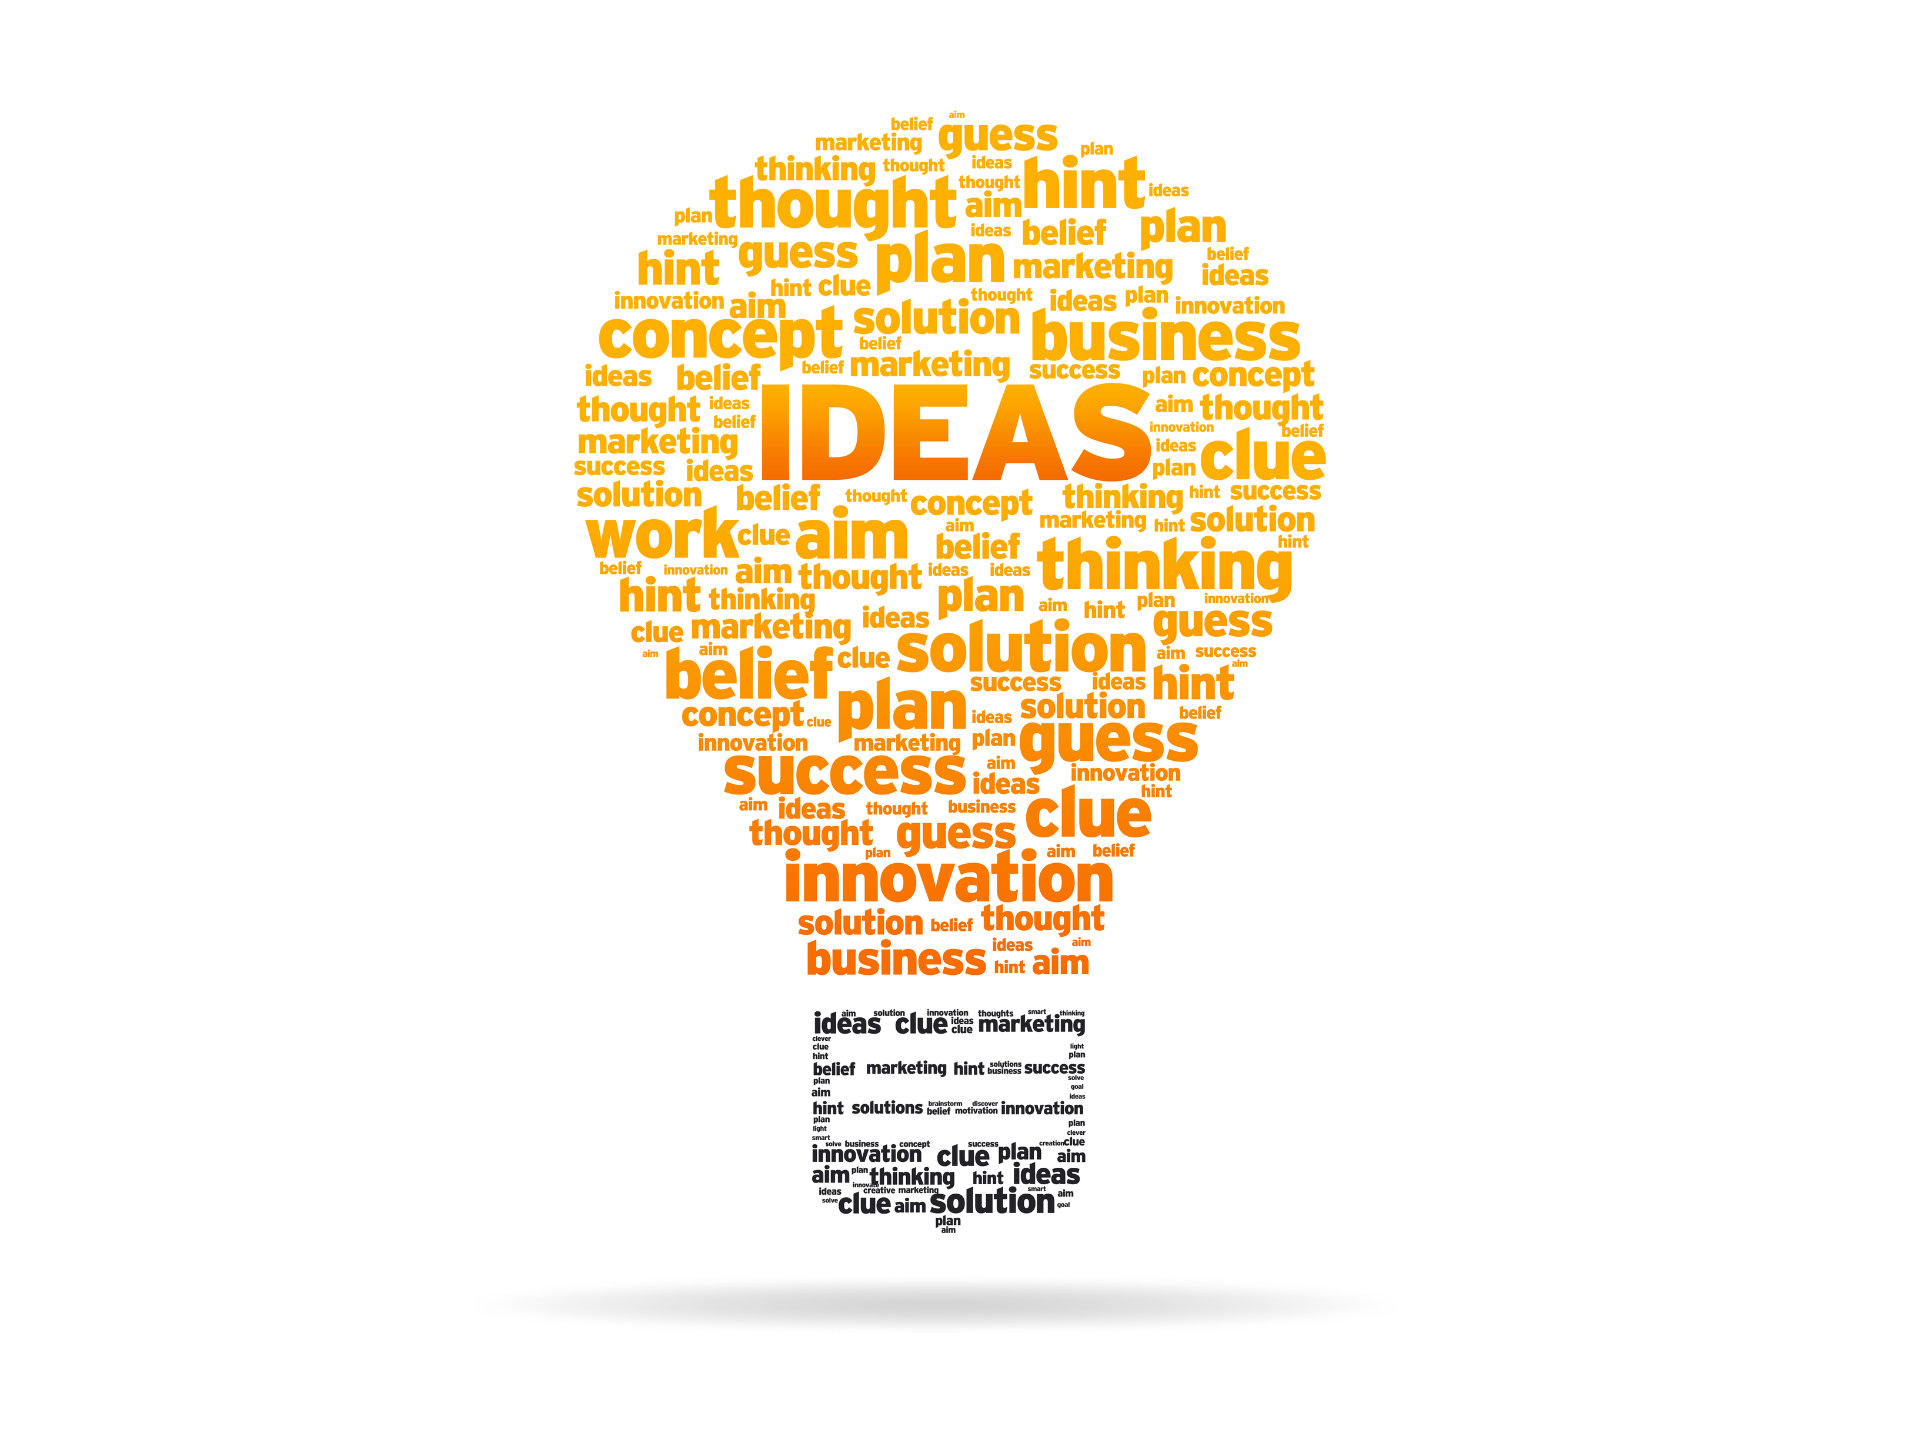 aim
belief guess
marketing plan
thinking thought ideas
thought thought hint ideas
plan aim
marketing ideas belief plan
hint guess plan marketing belief
ideas
hint clue thought ideas plan
innovation aim innovation
concept solution business
belief
ideas belief belief marketing success plan concept
thought ideas IDEAS aim thought
belief innovation belief
marketing ideas clue
success ideas plan
solution belief thought concept thinking hint success
work clue aim aim marketing hint solution
belief thinking hint
belief innovation aim thought ideas ideas
hint thinking plan aim hint plan innovation
clue marketing ideas guess
aim aim belief clue solution aim success
aim
success ideas hint
concept clue plan ideas solution belief
innovation marketing plan guess
success aim ideas innovation
hint
aim ideas thought business clue
thought guess
plan aim belief
innovation
solution belief thought
business ideas aim
hint aim
aim solution innovation thoughts smart thinking
ideas clue ideas marketing
clue
clever
clue light
hint plan
belief marketing hint solutions success
business
plan solve
aim goal
ideas
hint solutions brainstorm discover innovation
belief motivation
plan plan
light clever
smart
solve business concept success creation clue
innovation clue plan aim
aim plan thinking hint ideas
ideas creative marketing smart aim
solve clue aim solution goal
plan
aim